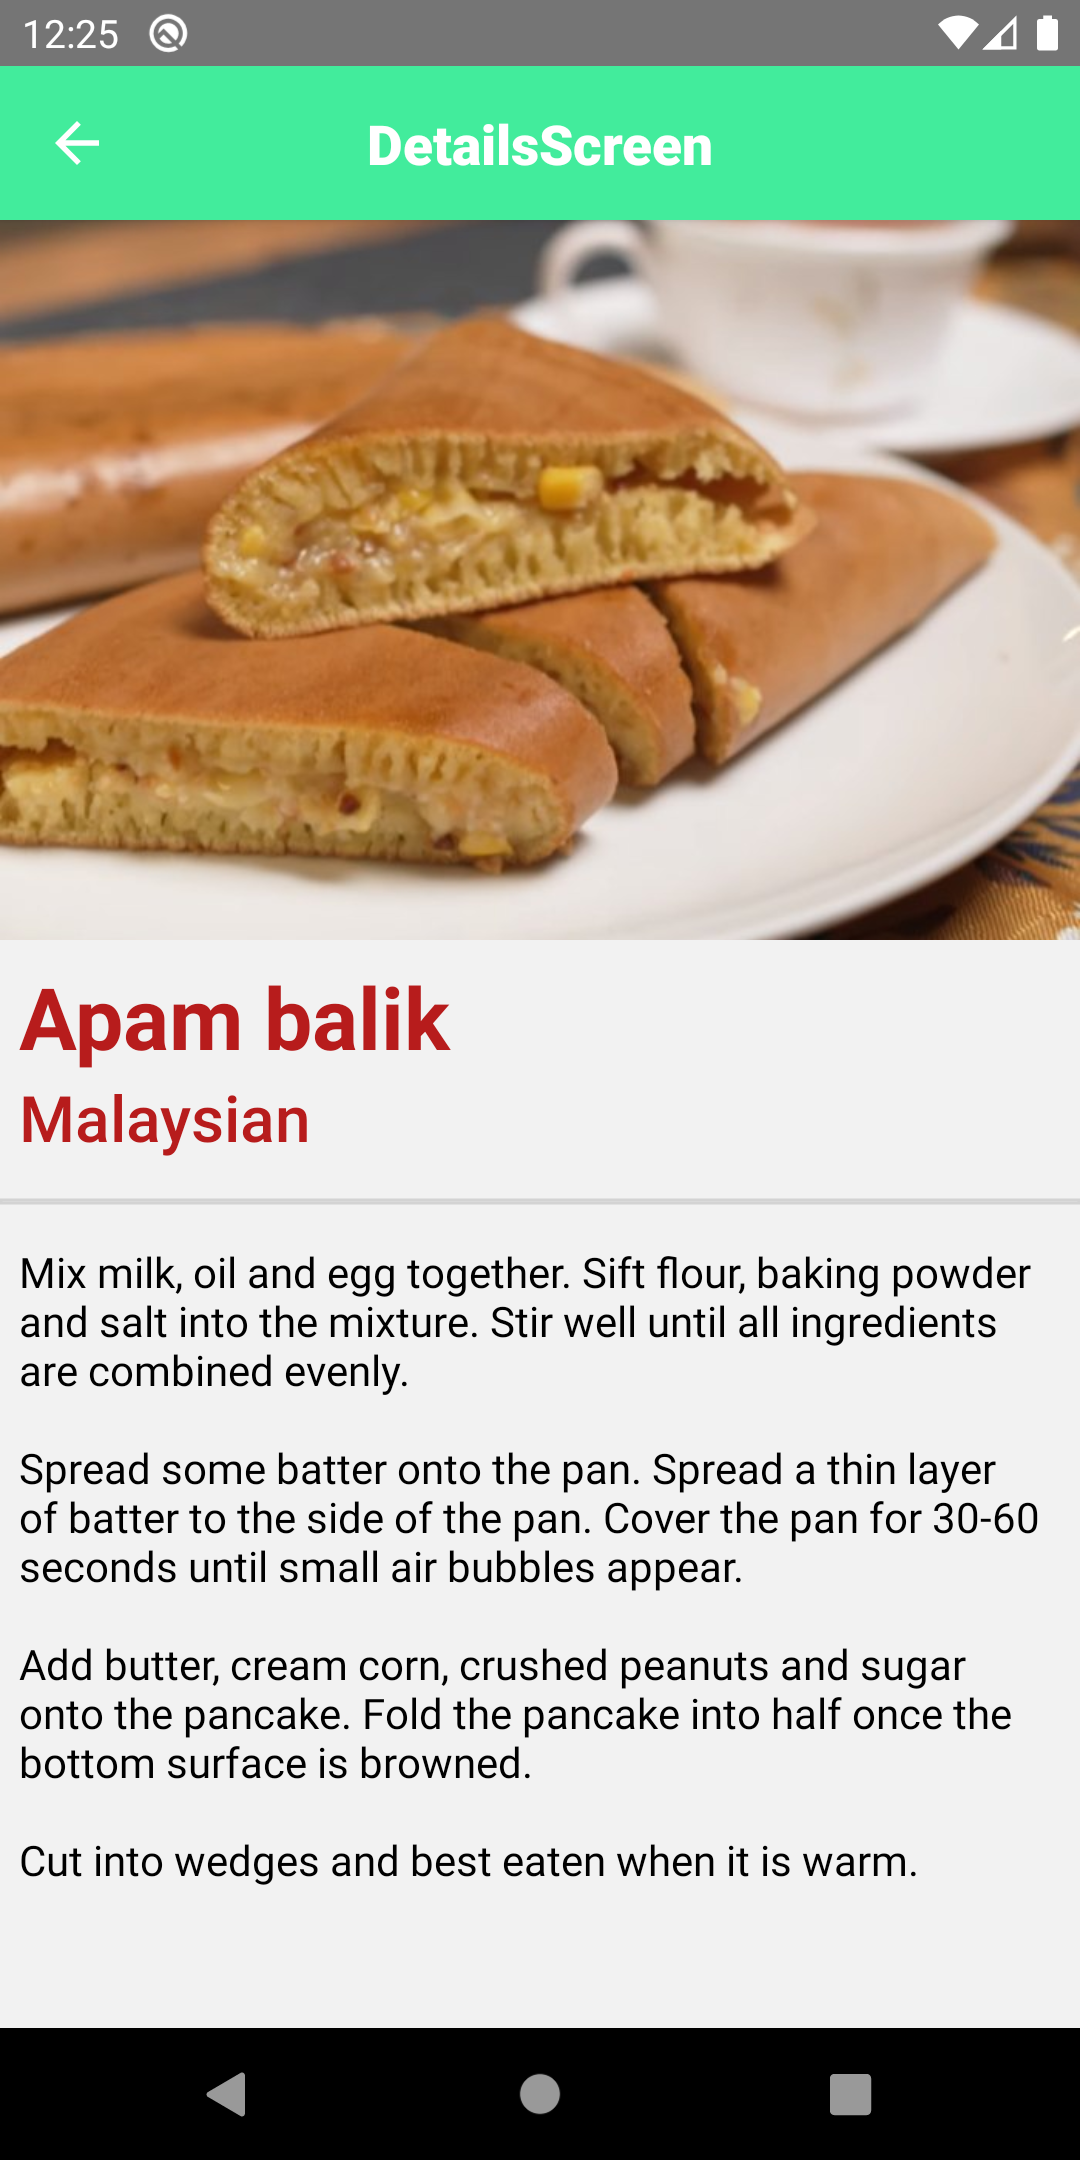 12:25
DetailsScreen
Apam balik
Malaysian
Mix milk, oil and egg together. Sift flour, baking powder
and salt into the mixture. Stir well until all ingredients
are combined evenly.
Spread some batter onto the pan. Spread a thin layer
of batter to the side of the pan. Cover the pan for 30-60
seconds until small air bubbles appear.
Add butter, cream corn, crushed peanuts and sugar
onto the pancake. Fold the pancake into half once the
bottom surface is browned.
Cut into wedges and best eaten when it is warm.